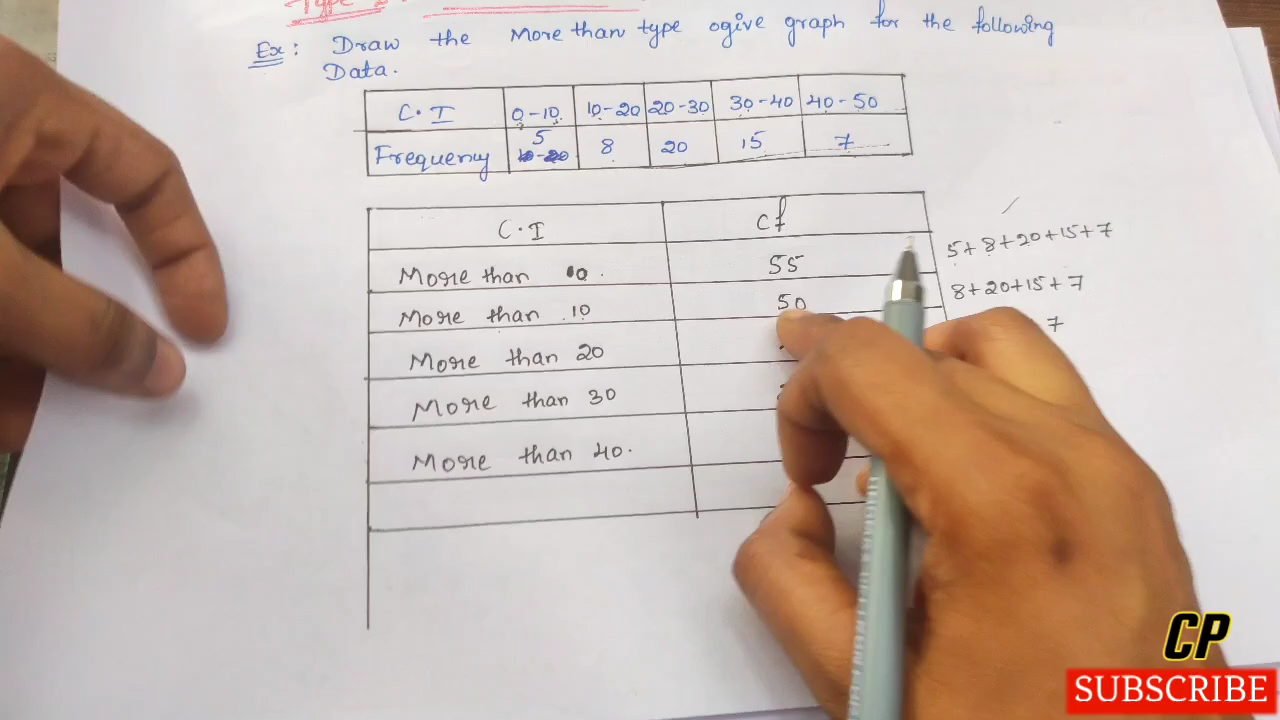 Type 2
Ex: Draw the More than type ogive graph for the following
Data.
C.I 0-10 10-20 20-30 30-40 40-50
Frequency 5 8 20 15 7
C.I cf
More than 0. 55 5+8+20+15+7
More than 10 50 8+20+15+7
More than 20 7
More than 30
More than 40.
CP
SUBSCRIBE